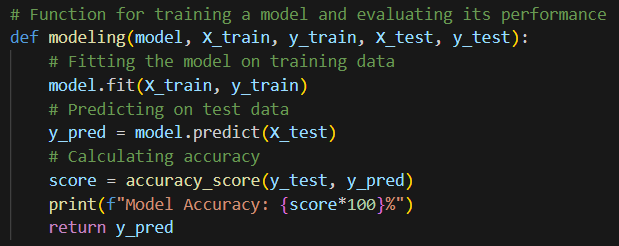 # Function for training a model and evaluating its performance
def modeling(model, X_train, y_train, X_test, y_test):
    # Fitting the model on training data
    model.fit(X_train, y_train)
    # Predicting on test data
    y_pred = model.predict(X_test)
    # Calculating accuracy
    score = accuracy_score(y_test, y_pred)
    print(f"Model Accuracy: {score*100}%")
    return y_pred